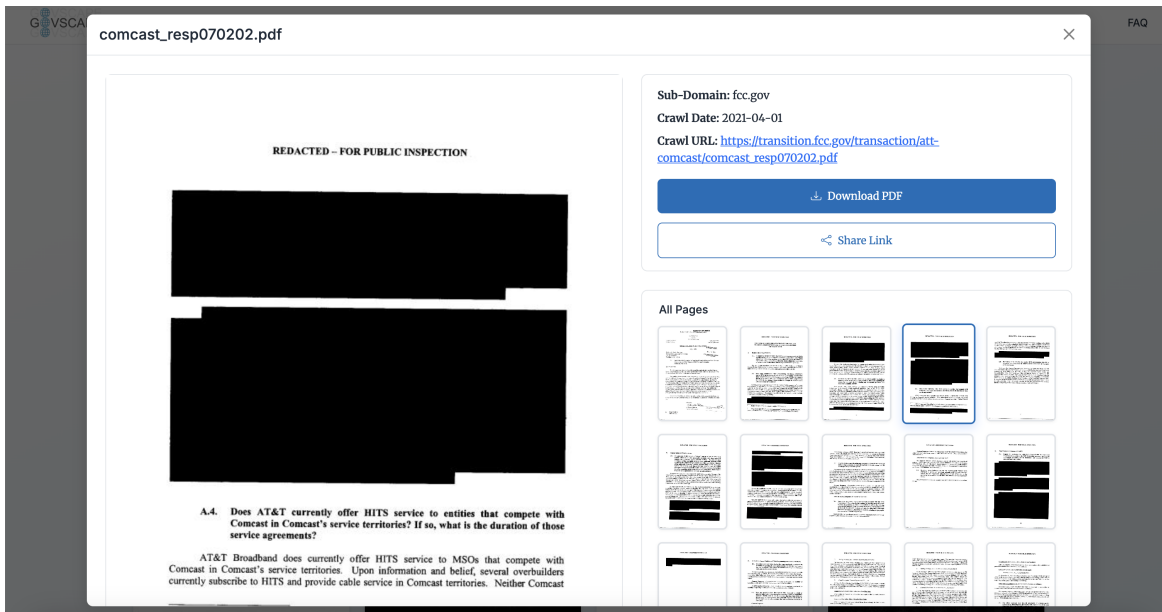 GOVSCA
FAQ
comcast_resp070202.pdf
REDACTED – FOR PUBLIC INSPECTION
A.4. Does AT&T currently offer HITS service to entities that compete with
Comcast in Comcast's service territories? If so, what is the duration of those
service agreements?
AT&T Broadband does currently offer HITS service to MSOs that compete with
Comcast in Comcast's service territories. Upon information and belief, several overbuilders
currently subscribe to HITS and provide cable service in Comcast territories. Neither Comcast
Sub-Domain: fcc.gov
Crawl Date: 2021-04-01
Crawl URL: https://transition.fcc.gov/transaction/att-
comcast/comcast_resp070202.pdf
Download PDF
Share Link
All Pages